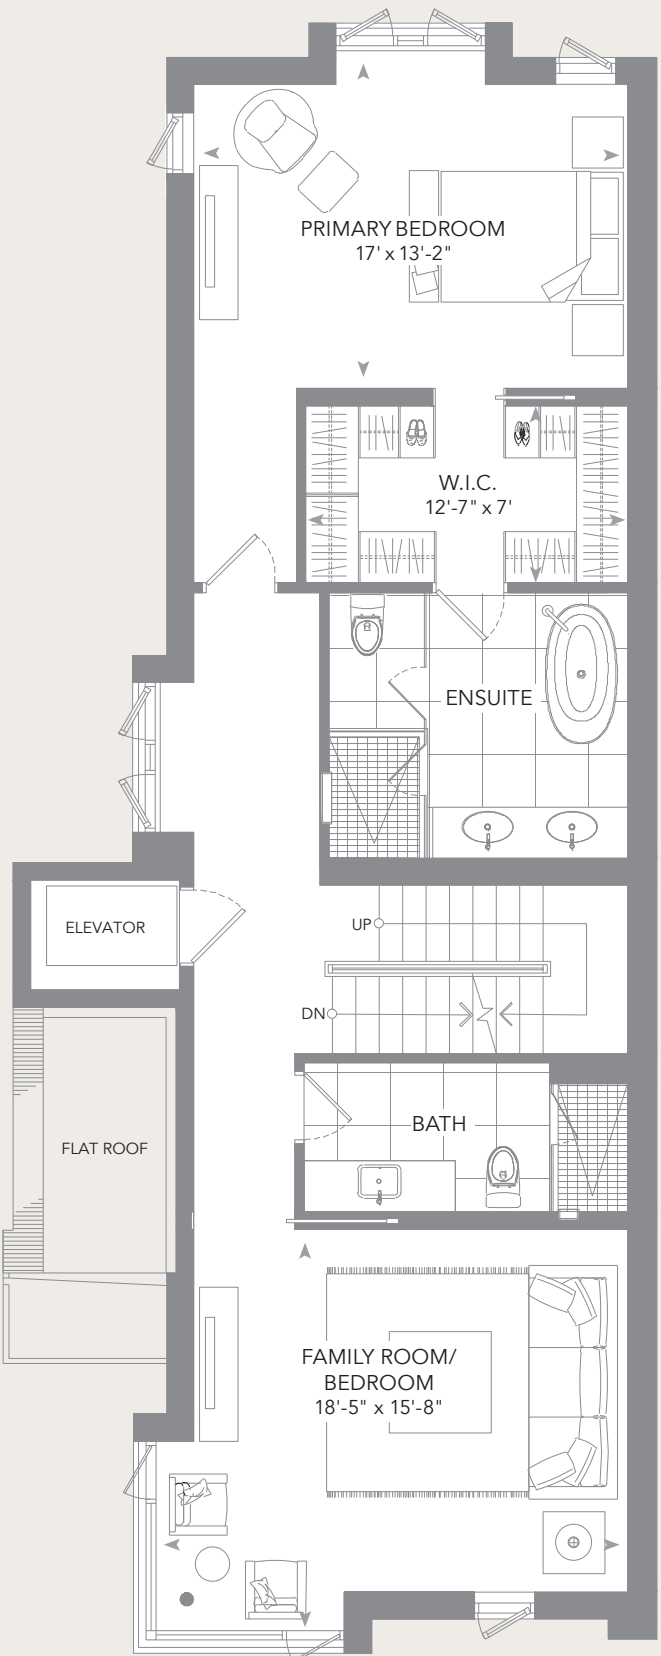 PRIMARY BEDROOM
17' x 13'-2"
W.I.C.
12'-7" x 7'
ENSUITE
ELEVATOR
UP
DN
BATH
FLAT ROOF
FAMILY ROOM/
BEDROOM
18'-5" x 15'-8"